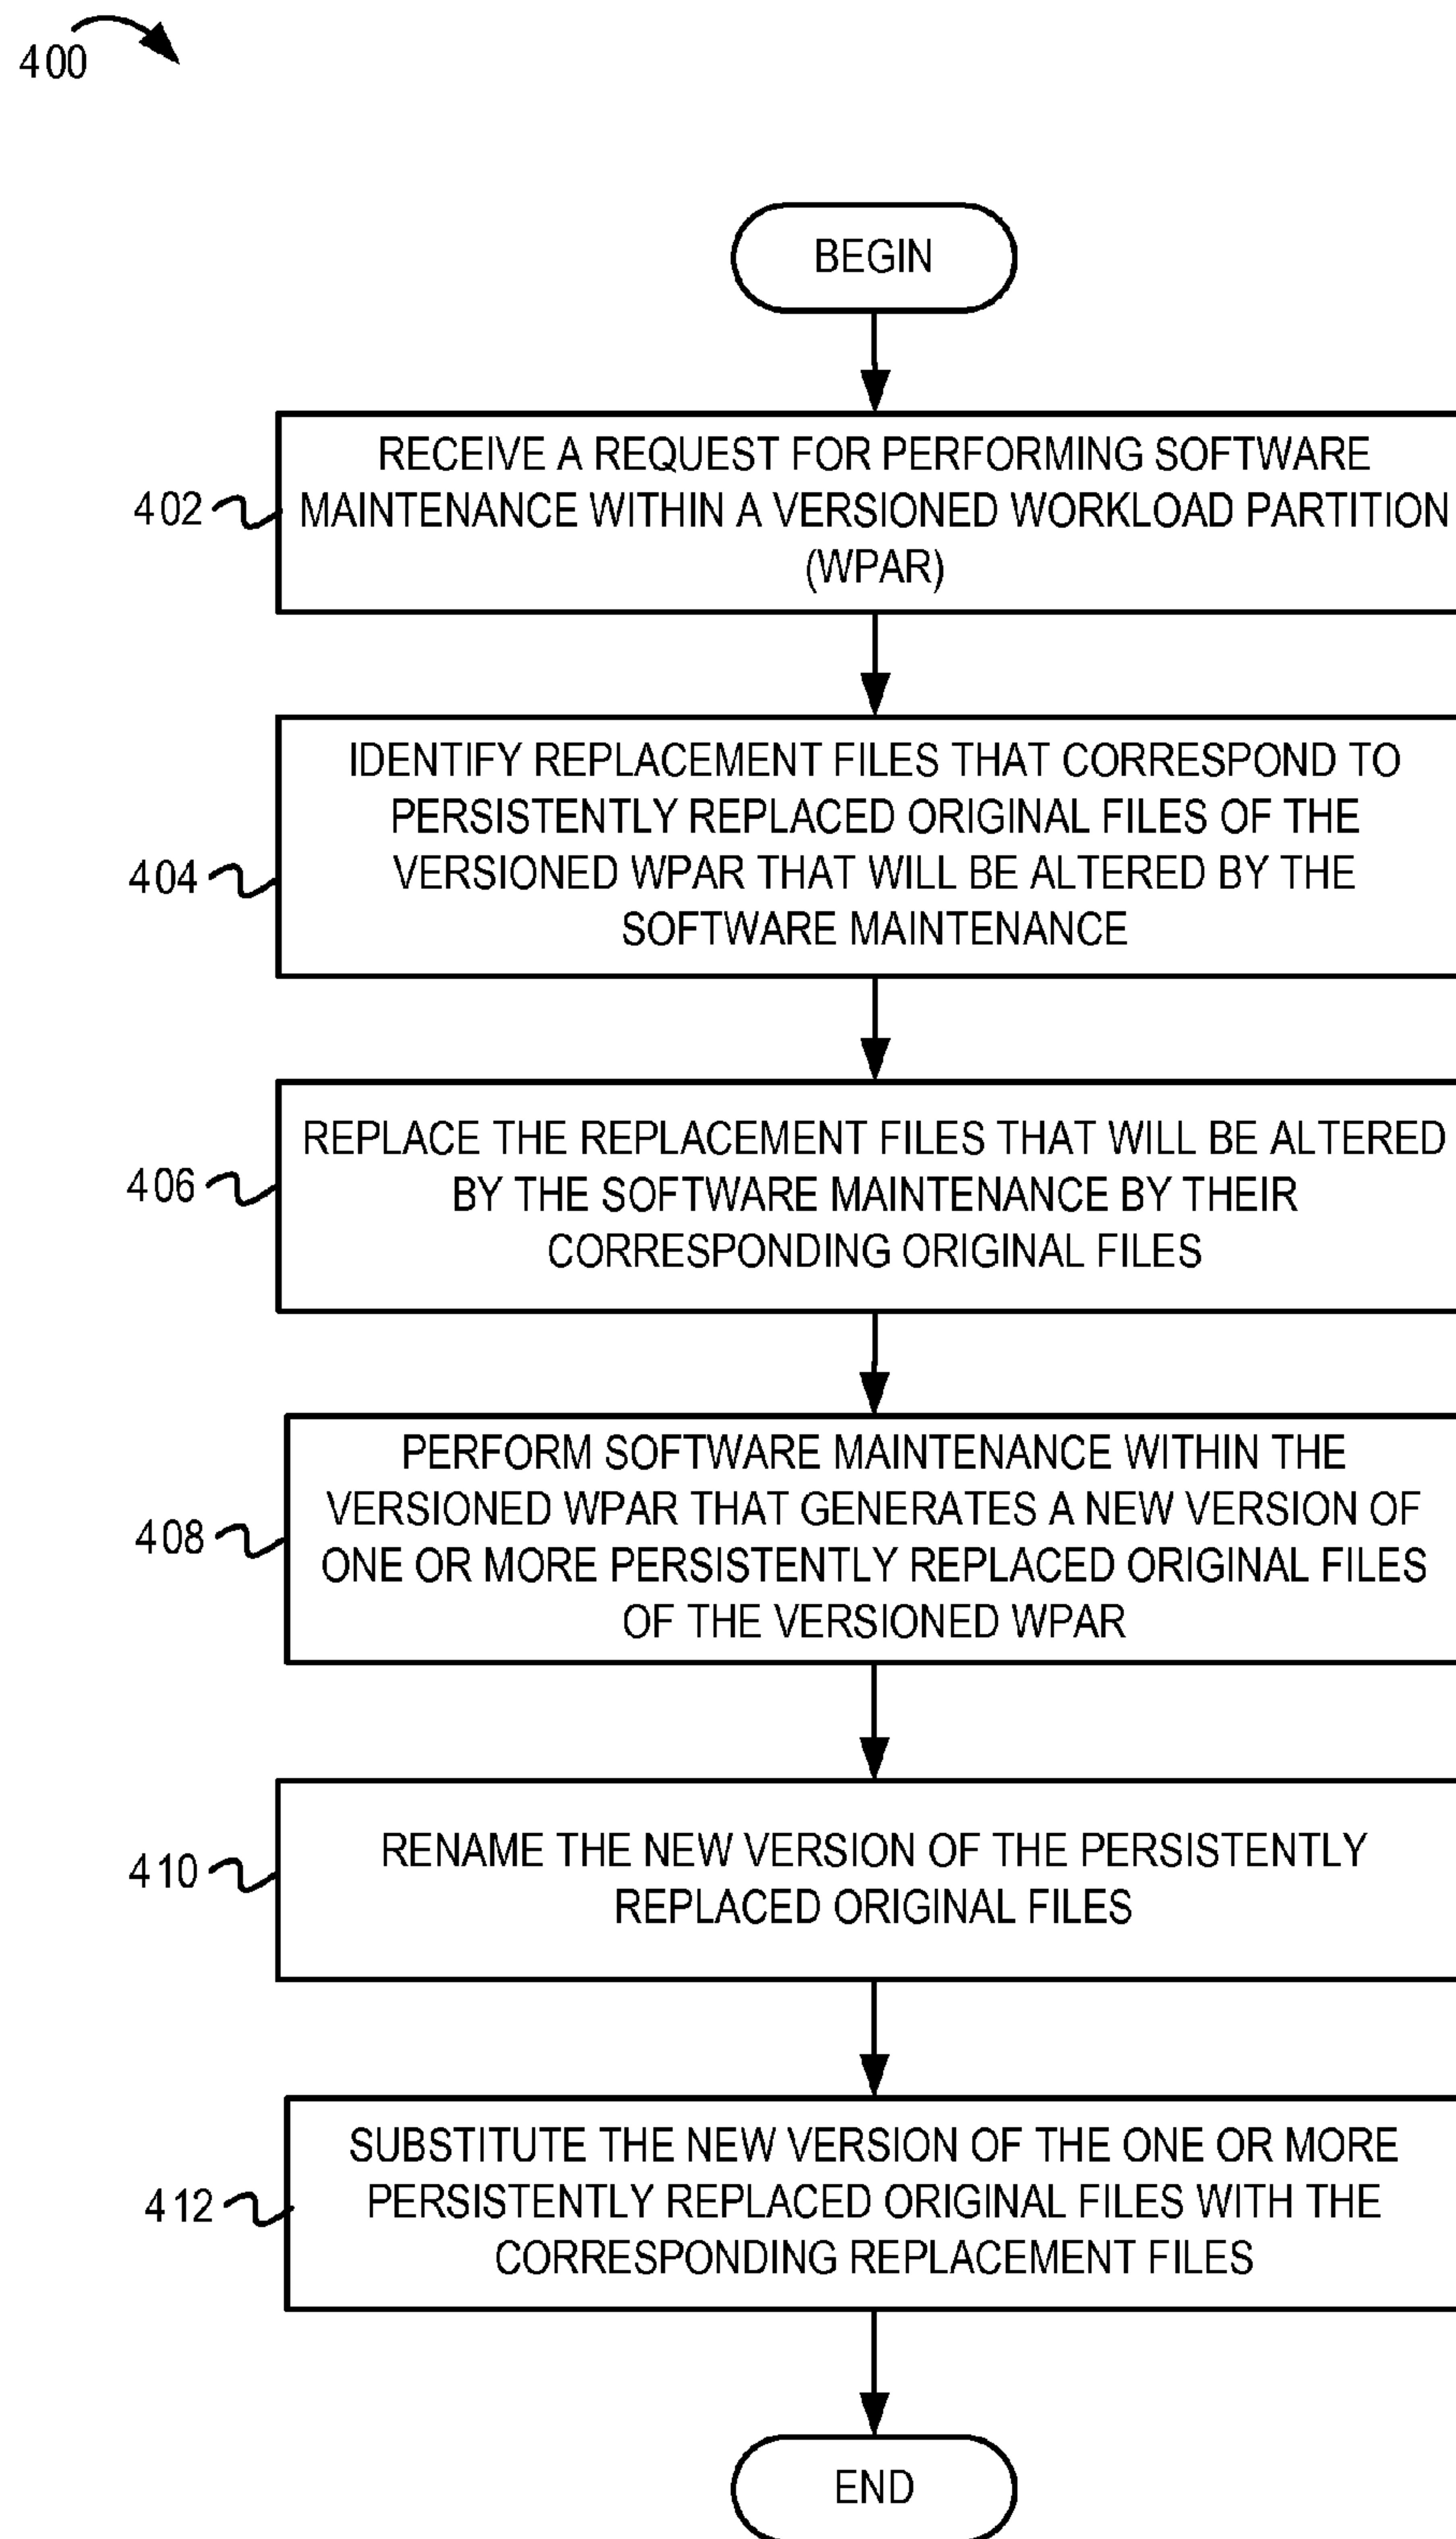 400
BEGIN
402
RECEIVE A REQUEST FOR PERFORMING SOFTWARE
MAINTENANCE WITHIN A VERSIONED WORKLOAD PARTITION
(WPAR)
404
IDENTIFY REPLACEMENT FILES THAT CORRESPOND TO
PERSISTENTLY REPLACED ORIGINAL FILES OF THE
VERSIONED WPAR THAT WILL BE ALTERED BY THE
SOFTWARE MAINTENANCE
406
REPLACE THE REPLACEMENT FILES THAT WILL BE ALTERED
BY THE SOFTWARE MAINTENANCE BY THEIR
CORRESPONDING ORIGINAL FILES
408
PERFORM SOFTWARE MAINTENANCE WITHIN THE
VERSIONED WPAR THAT GENERATES A NEW VERSION OF
ONE OR MORE PERSISTENTLY REPLACED ORIGINAL FILES
OF THE VERSIONED WPAR
410
RENAME THE NEW VERSION OF THE PERSISTENTLY
REPLACED ORIGINAL FILES
412
SUBSTITUTE THE NEW VERSION OF THE ONE OR MORE
PERSISTENTLY REPLACED ORIGINAL FILES WITH THE
CORRESPONDING REPLACEMENT FILES
END